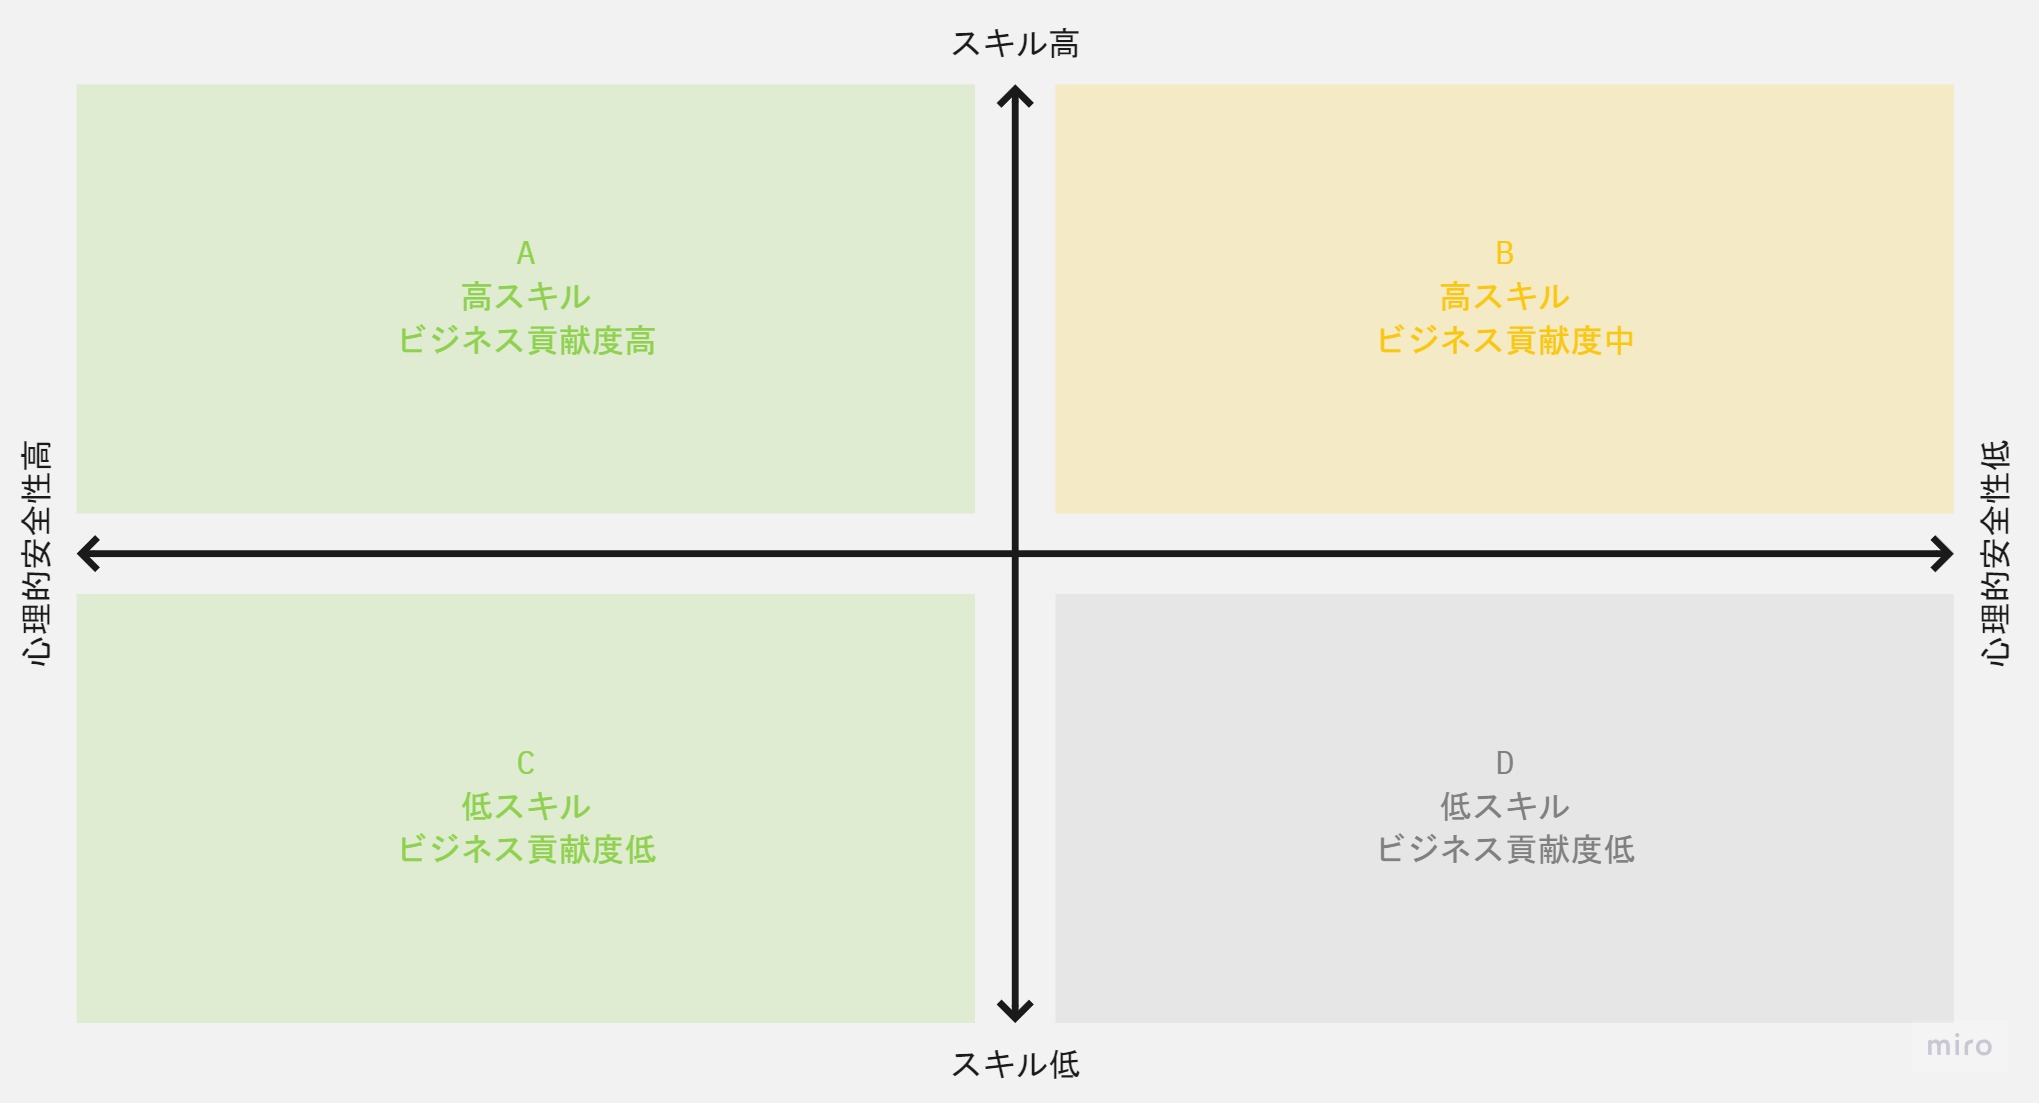 スキル高
A
高スキル
ビジネス貢献度高
B
高スキル
ビジネス貢献度中
心理的安全性高
心理的安全性低
C
低スキル
ビジネス貢献度低
D
低スキル
ビジネス貢献度低
スキル低
miro